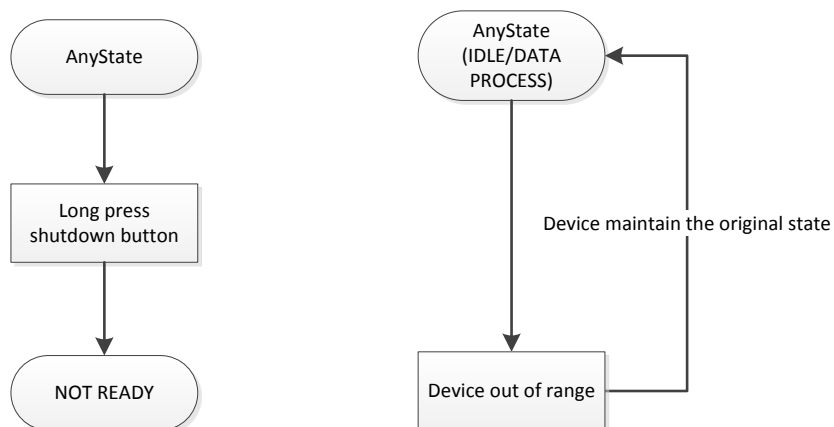 AnyState
Long press
shutdown button
NOT READY
AnyState
(IDLE/DATA
PROCESS)
Device maintain the original state
Device out of range